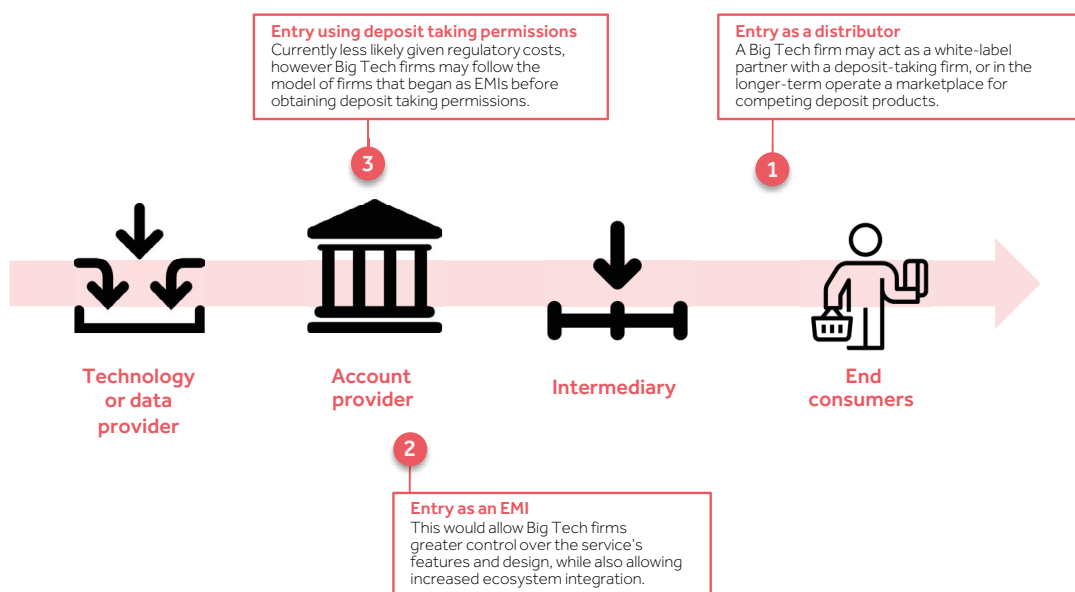 Entry using deposit taking permissions
Currently less likely given regulatory costs,
however Big Tech firms may follow the
model of firms that began as EMIs before
obtaining deposit taking permissions.
Entry as a distributor
A Big Tech firm may act as a white-label
partner with a deposit-taking firm, or in the
longer-term operate a marketplace for
competing deposit products.
3
1
Technology
or data
provider
Account
provider
Intermediary
End
consumers
2
Entry as an EMI
This would allow Big Tech firms
greater control over the service's
features and design, while also allowing
increased ecosystem integration.